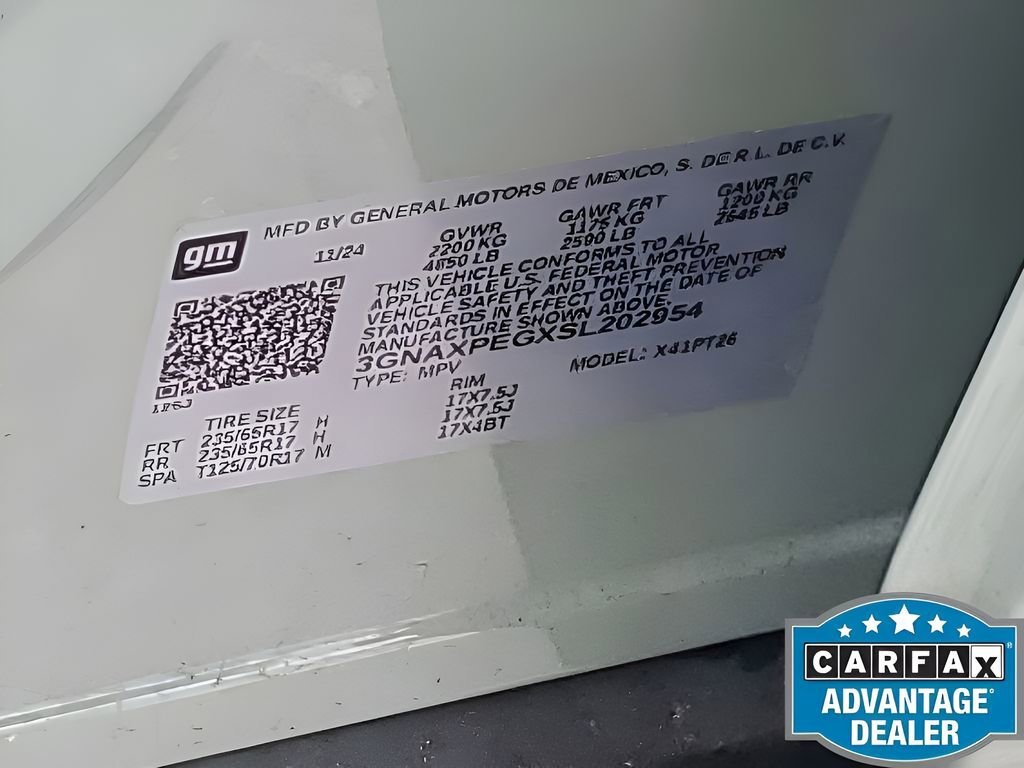 MFD BY GENERAL MOTORS DE MEXICO, S. DE R.L. DE C.V.
gm
11/24
GVWR
2200 KG
4850 LB
GAWR FRT
1175 KG
2590 LB
GAWR RR
1200 KG
2645 LB
THIS VEHICLE CONFORMS TO ALL
APPLICABLE U.S. FEDERAL MOTOR
VEHICLE SAFETY AND THEFT PREVENTION
STANDARDS IN EFFECT ON THE DATE OF
MANUFACTURE SHOWN ABOVE.
3GNAXPEGXSL202954
TYPE: MPV
MODEL: X41PT26
TIRE SIZE
RIM
FRT 235/65R17 H 17X7.5J
RR 235/65R17 H 17X7.5J
SPA T125/70R17 M 17X4BT
CARFAX
ADVANTAGE
DEALER